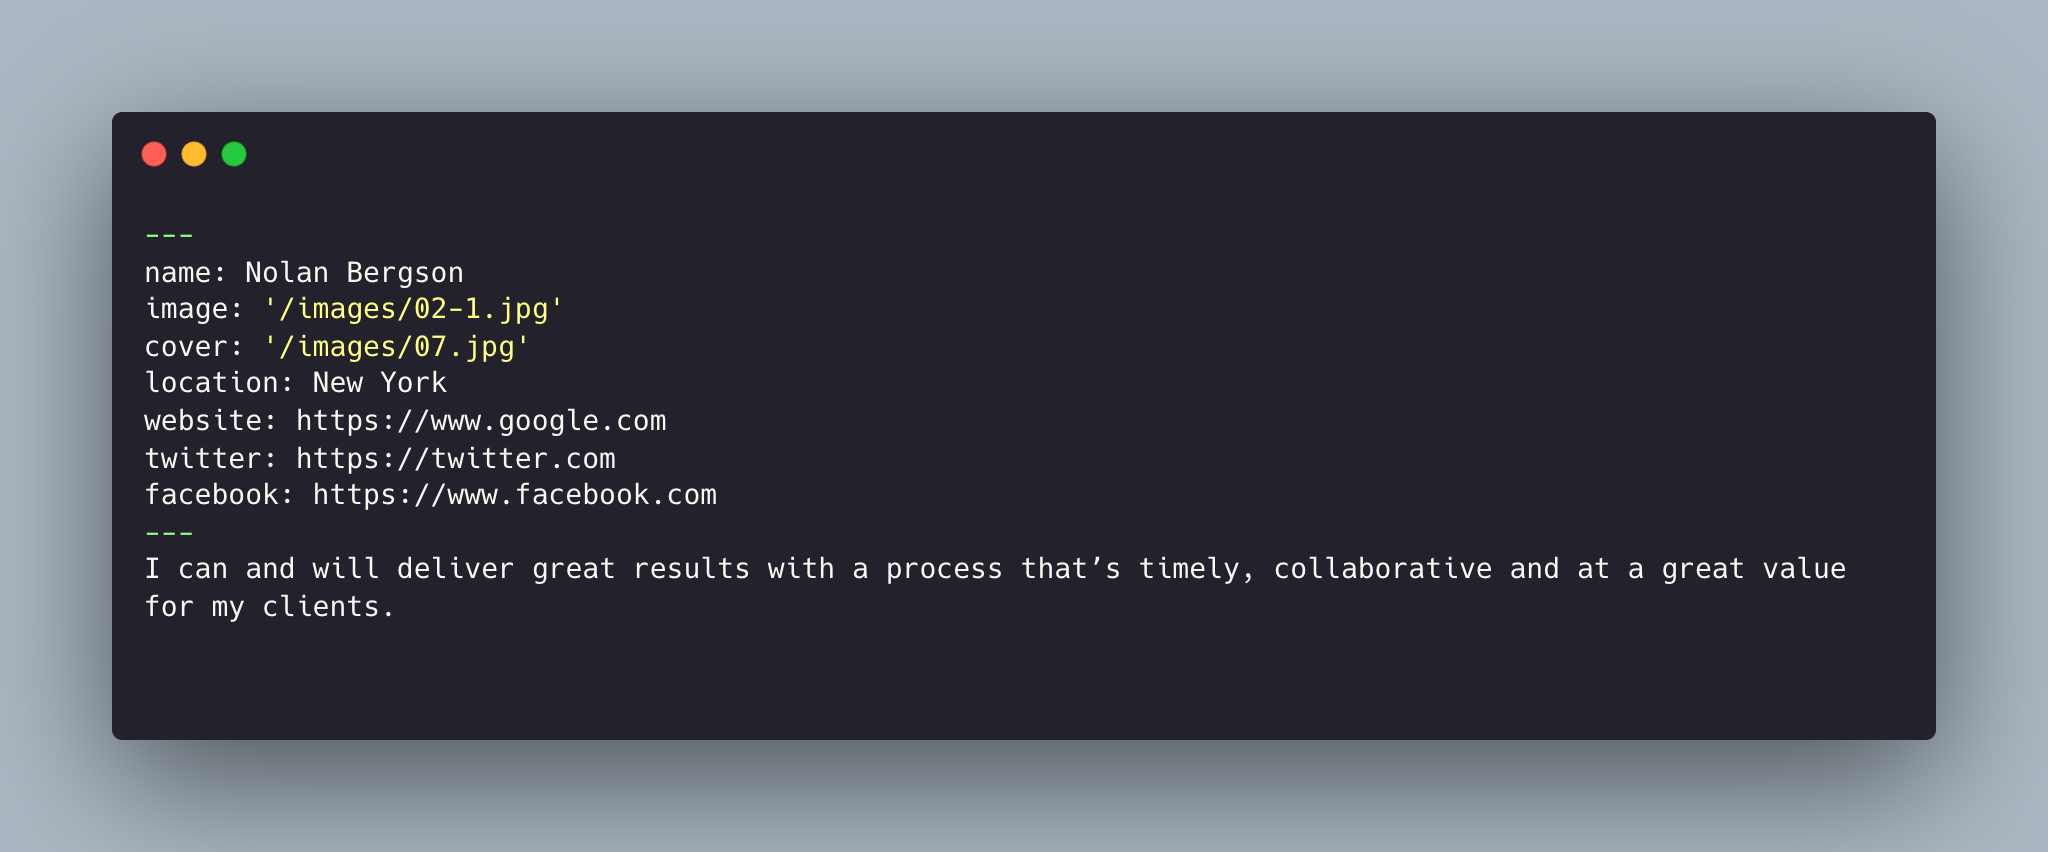 ---
name: Nolan Bergson
image: '/images/02-1.jpg'
cover: '/images/07.jpg'
location: New York
website: https://www.google.com
twitter: https://twitter.com
facebook: https://www.facebook.com
---
I can and will deliver great results with a process that’s timely, collaborative and at a great value
for my clients.